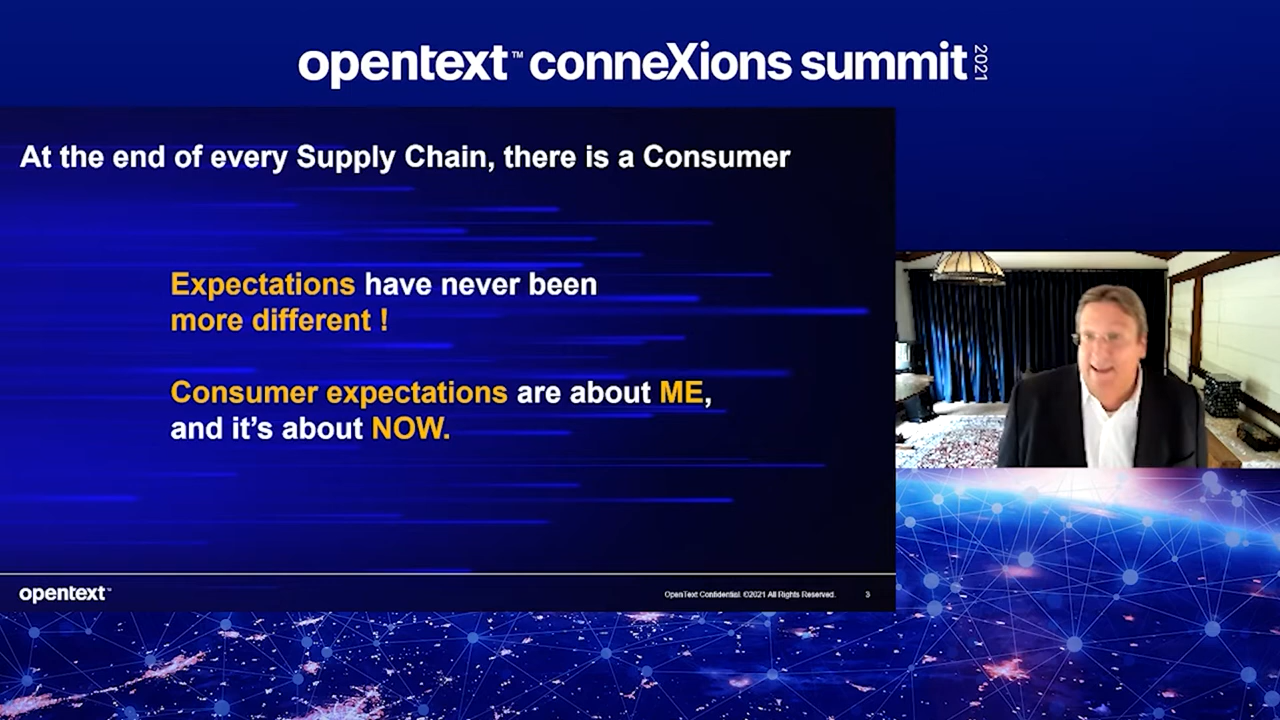 opentext™ conneXions summit 2021
At the end of every Supply Chain, there is a Consumer
Expectations have never been
more different !
Consumer expectations are about ME,
and it's about NOW.
opentext™
OpenText Confidential. ©2021 All Rights Reserved.
3